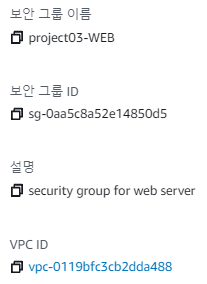 보안 그룹 이름
project03-WEB
보안 그룹 ID
sg-0aa5c8a52e14850d5
설명
security group for web server
VPC ID
vpc-0119bfc3cb2dda488